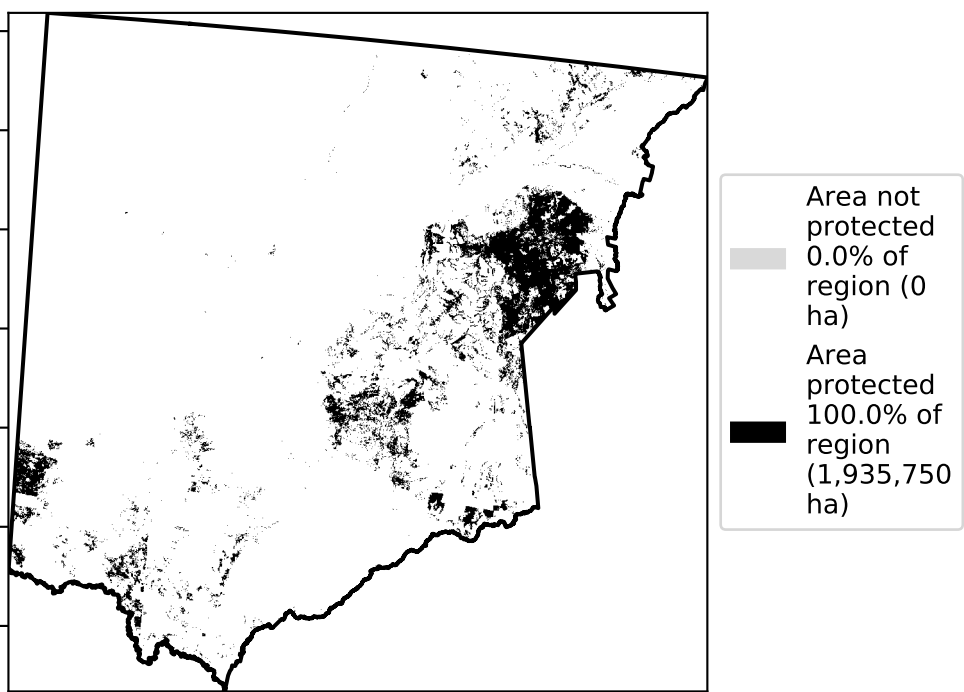 Area not
protected
0.0% of
region (0
ha)
Area
protected
100.0% of
region
(1,935,750
ha)